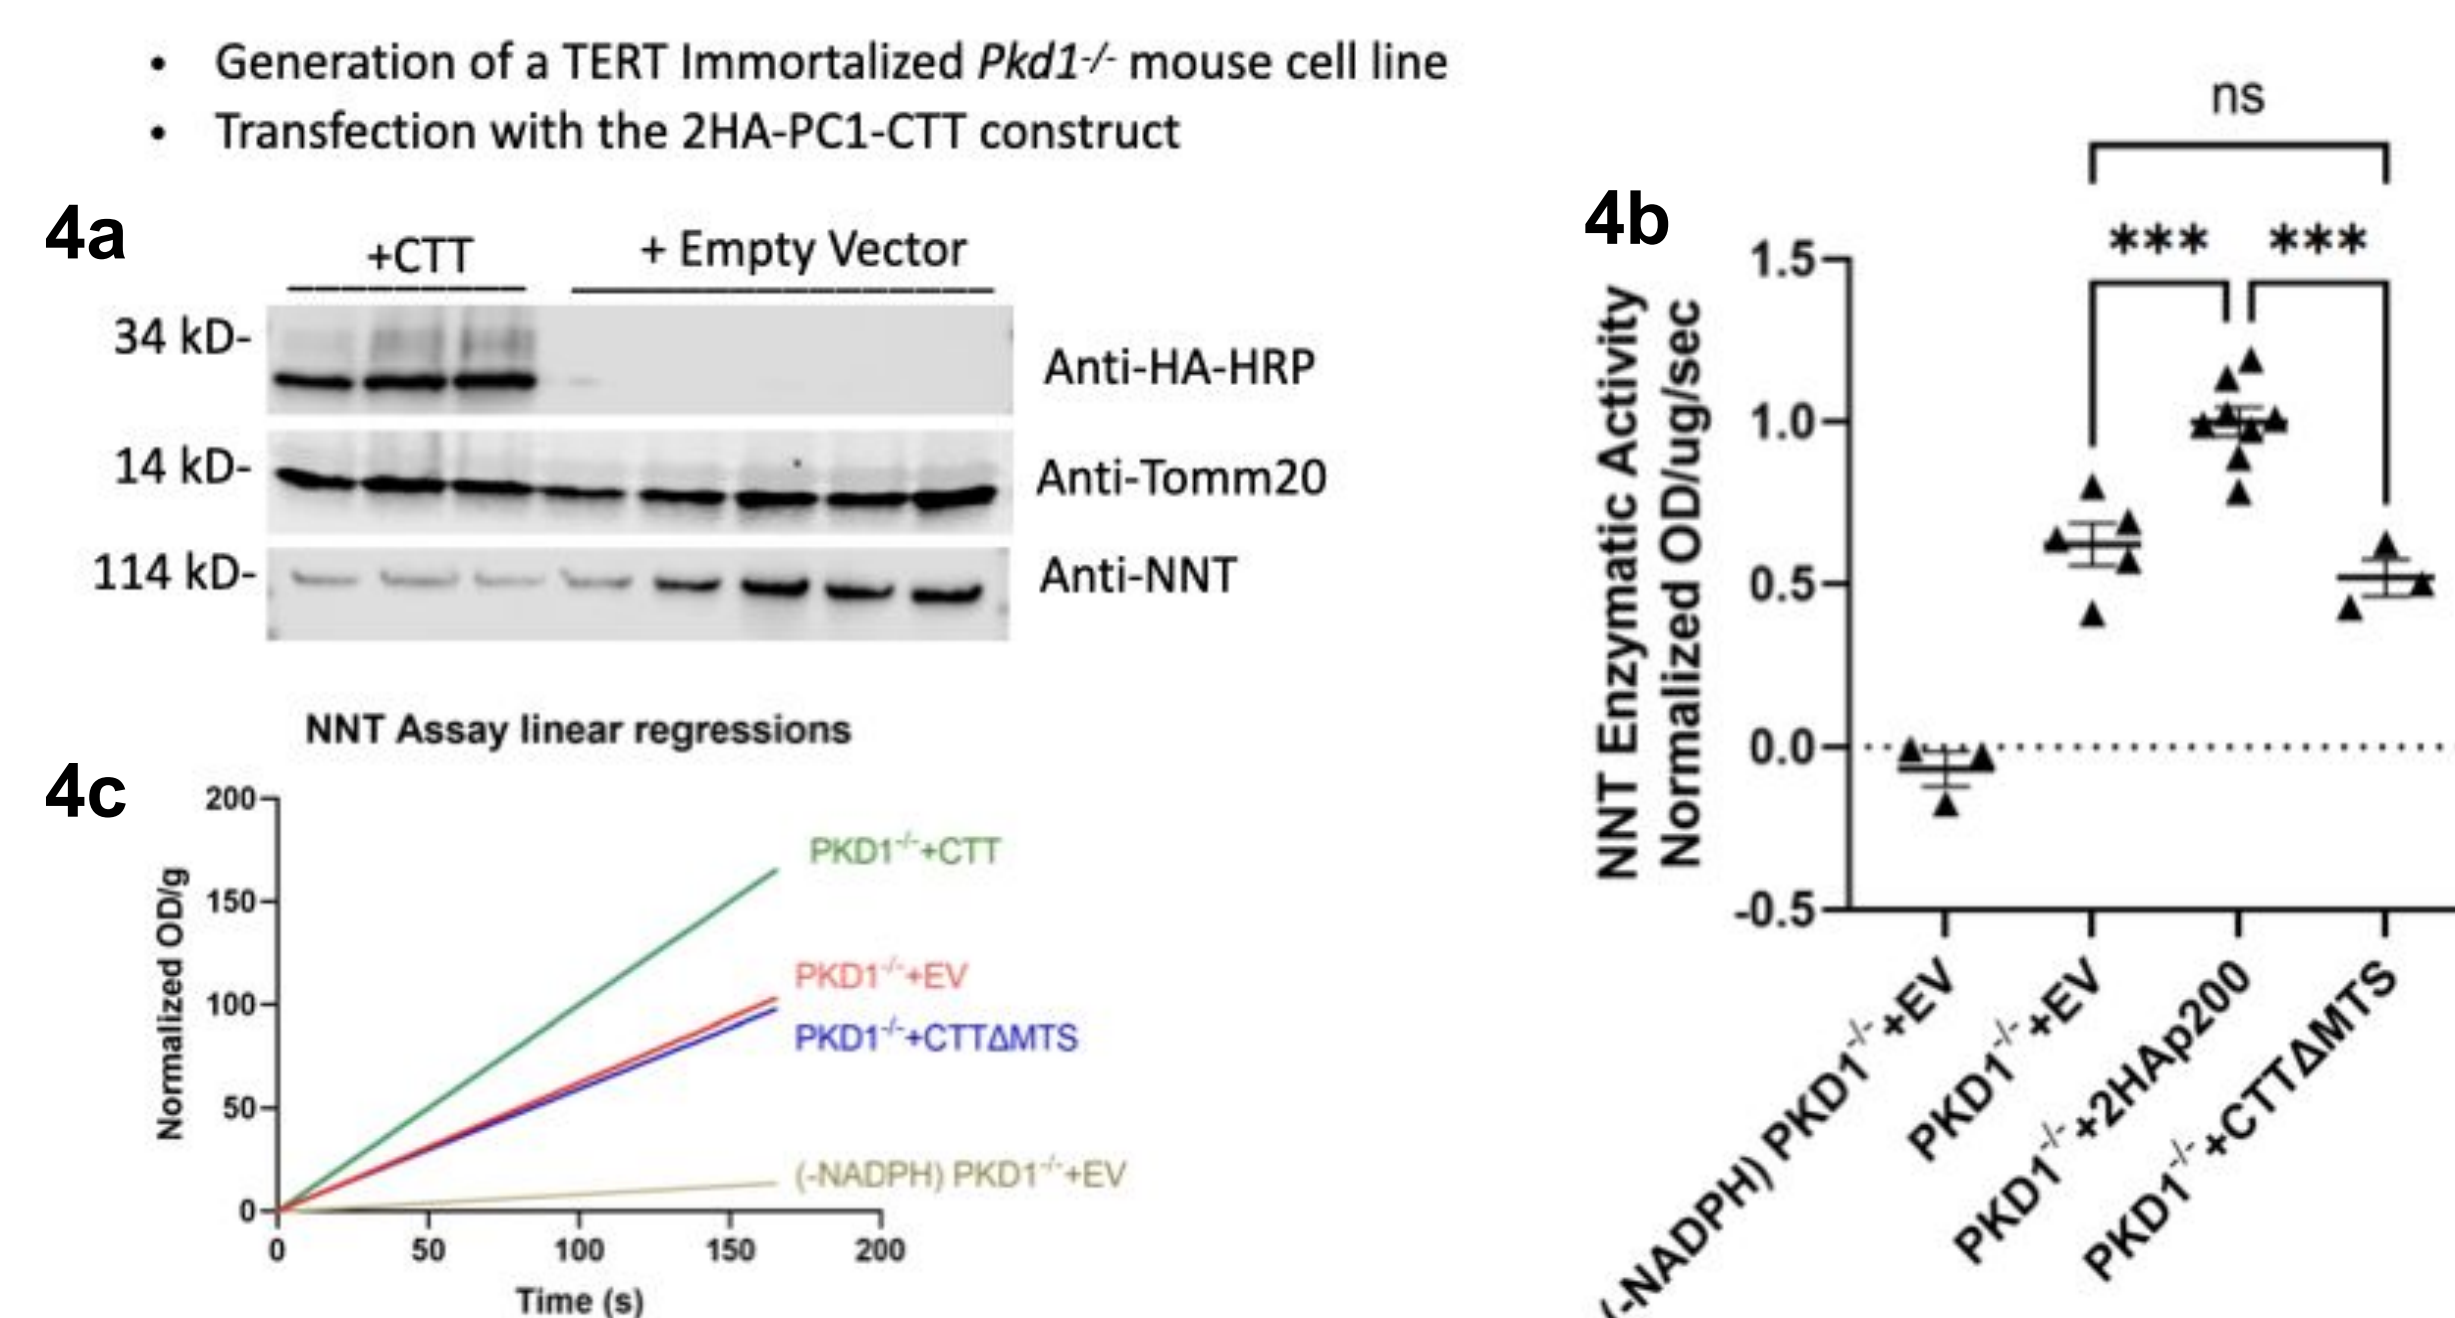 • Generation of a TERT Immortalized Pkd1-/- mouse cell line
• Transfection with the 2HA-PC1-CTT construct
4a
+CTT
+ Empty Vector
34 kD-
Anti-HA-HRP
14 kD-
Anti-Tomm20
114 kD-
Anti-NNT
4b
ns
*** ***
NNT Enzymatic Activity
Normalized OD/ug/sec
1.5
1.0
0.5
0.0
-0.5
(-NADPH) PKD1-/-+EV
PKD1-/-+EV
PKD1-/-+2HAp200
PKD1-/-+CTTΔMTS
4c
NNT Assay linear regressions
Normalized OD/g
200
150
100
50
0
PKD1-/-+CTT
PKD1-/-+EV
PKD1-/-+CTTΔMTS
(-NADPH) PKD1-/-+EV
0 50 100 150 200
Time (s)